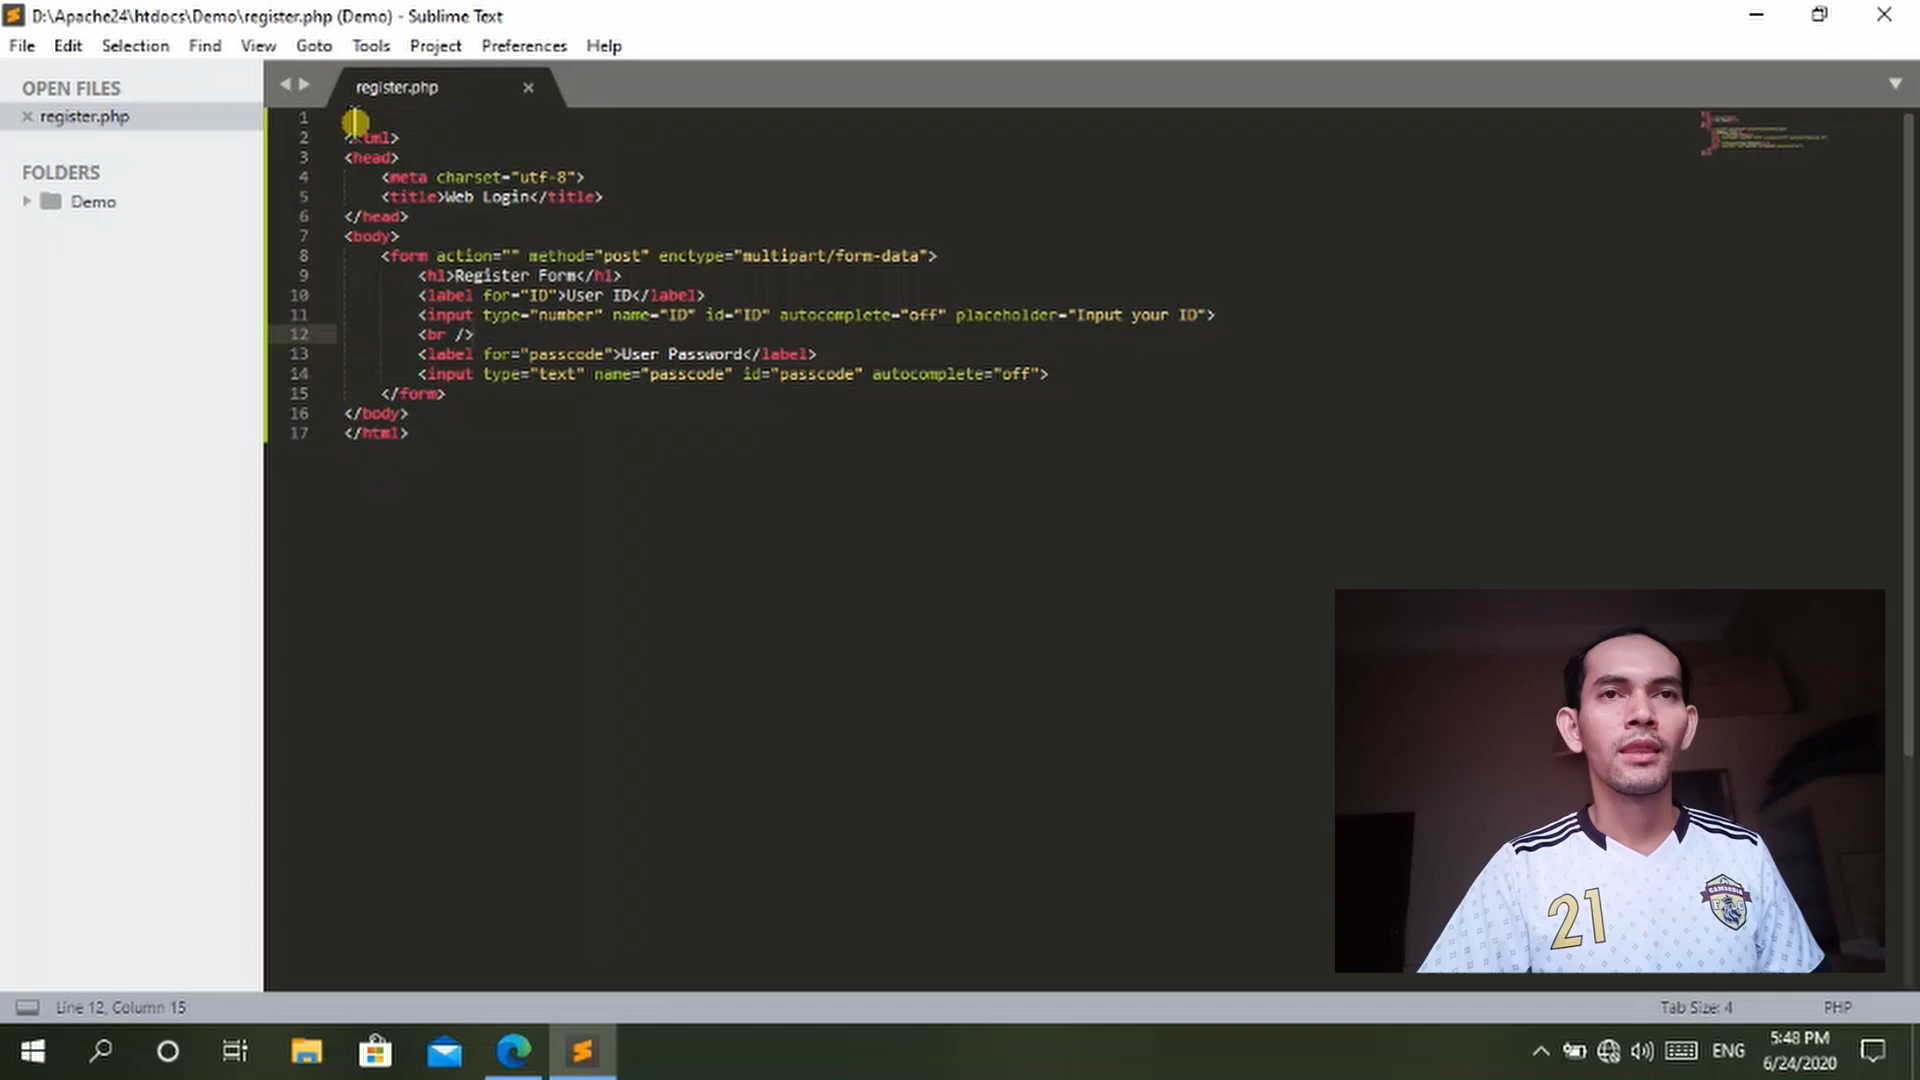 D:\Apache24\htdocs\Demo\register.php (Demo) - Sublime Text
File Edit Selection Find View Goto Tools Project Preferences Help
OPEN FILES
register.php
FOLDERS
Demo
register.php
1
2 <html>
3 <head>
4 <meta charset="utf-8">
5 <title>Web Login</title>
6 </head>
7 <body>
8 <form action="" method="post" enctype="multipart/form-data">
9 <h1>Register Form</h1>
10 <label for="ID">User ID</label>
11 <input type="number" name="ID" id="ID" autocomplete="off" placeholder="Input your ID">
12 <br />
13 <label for="passcode">User Password</label>
14 <input type="text" name="passcode" id="passcode" autocomplete="off">
15 </form>
16 </body>
17 </html>
21
CAMBODIA
Line 12, Column 15
Tab Size: 4
PHP
ENG
5:48 PM
6/24/2020